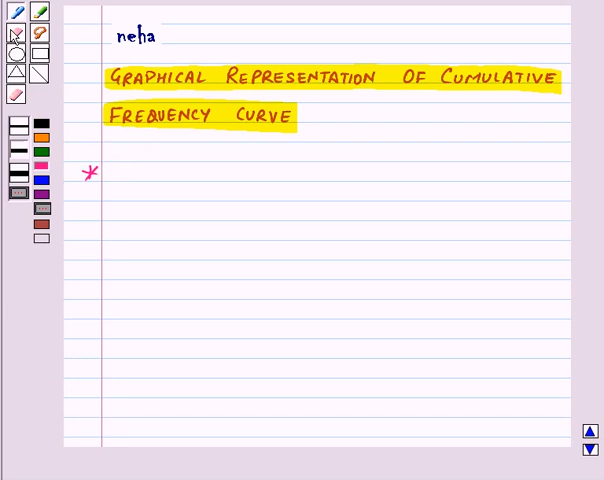 neha
GRAPHICAL REPRESENTATION OF CUMULATIVE
FREQUENCY CURVE
*